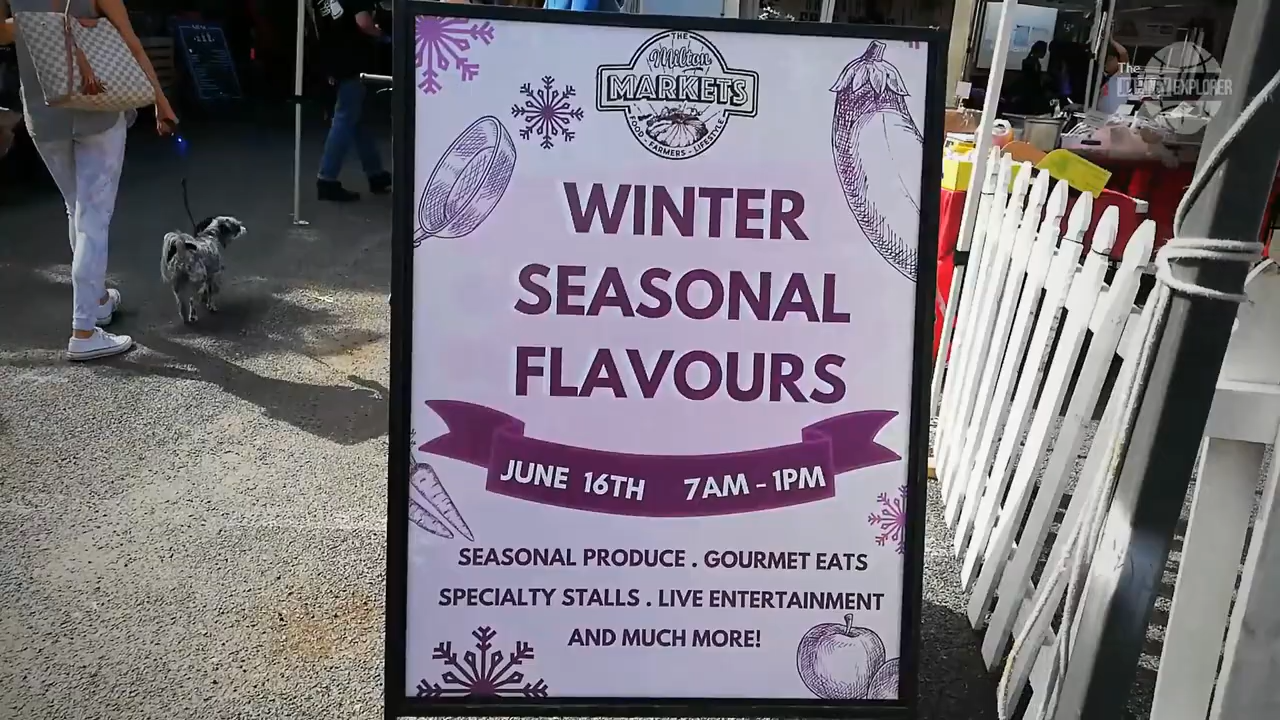 The
EXPLORER
THE
Milton
MARKETS
FOOD - FARMERS - LIFESTYLE
WINTER
SEASONAL
FLAVOURS
JUNE 16TH 7AM - 1PM
SEASONAL PRODUCE . GOURMET EATS
SPECIALTY STALLS . LIVE ENTERTAINMENT
AND MUCH MORE!